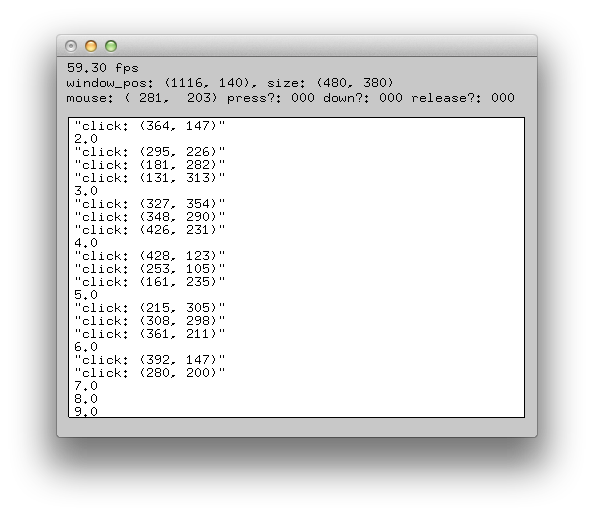 59.30 fps
window_pos: (1116, 140), size: (480, 380)
mouse: ( 281,  203) press?: 000 down?: 000 release?: 000
"click: (364, 147)"
2.0
"click: (295, 226)"
"click: (181, 282)"
"click: (131, 313)"
3.0
"click: (327, 354)"
"click: (348, 290)"
"click: (426, 231)"
4.0
"click: (428, 123)"
"click: (253, 105)"
"click: (161, 235)"
5.0
"click: (215, 305)"
"click: (308, 298)"
"click: (361, 211)"
6.0
"click: (392, 147)"
"click: (280, 200)"
7.0
8.0
9.0